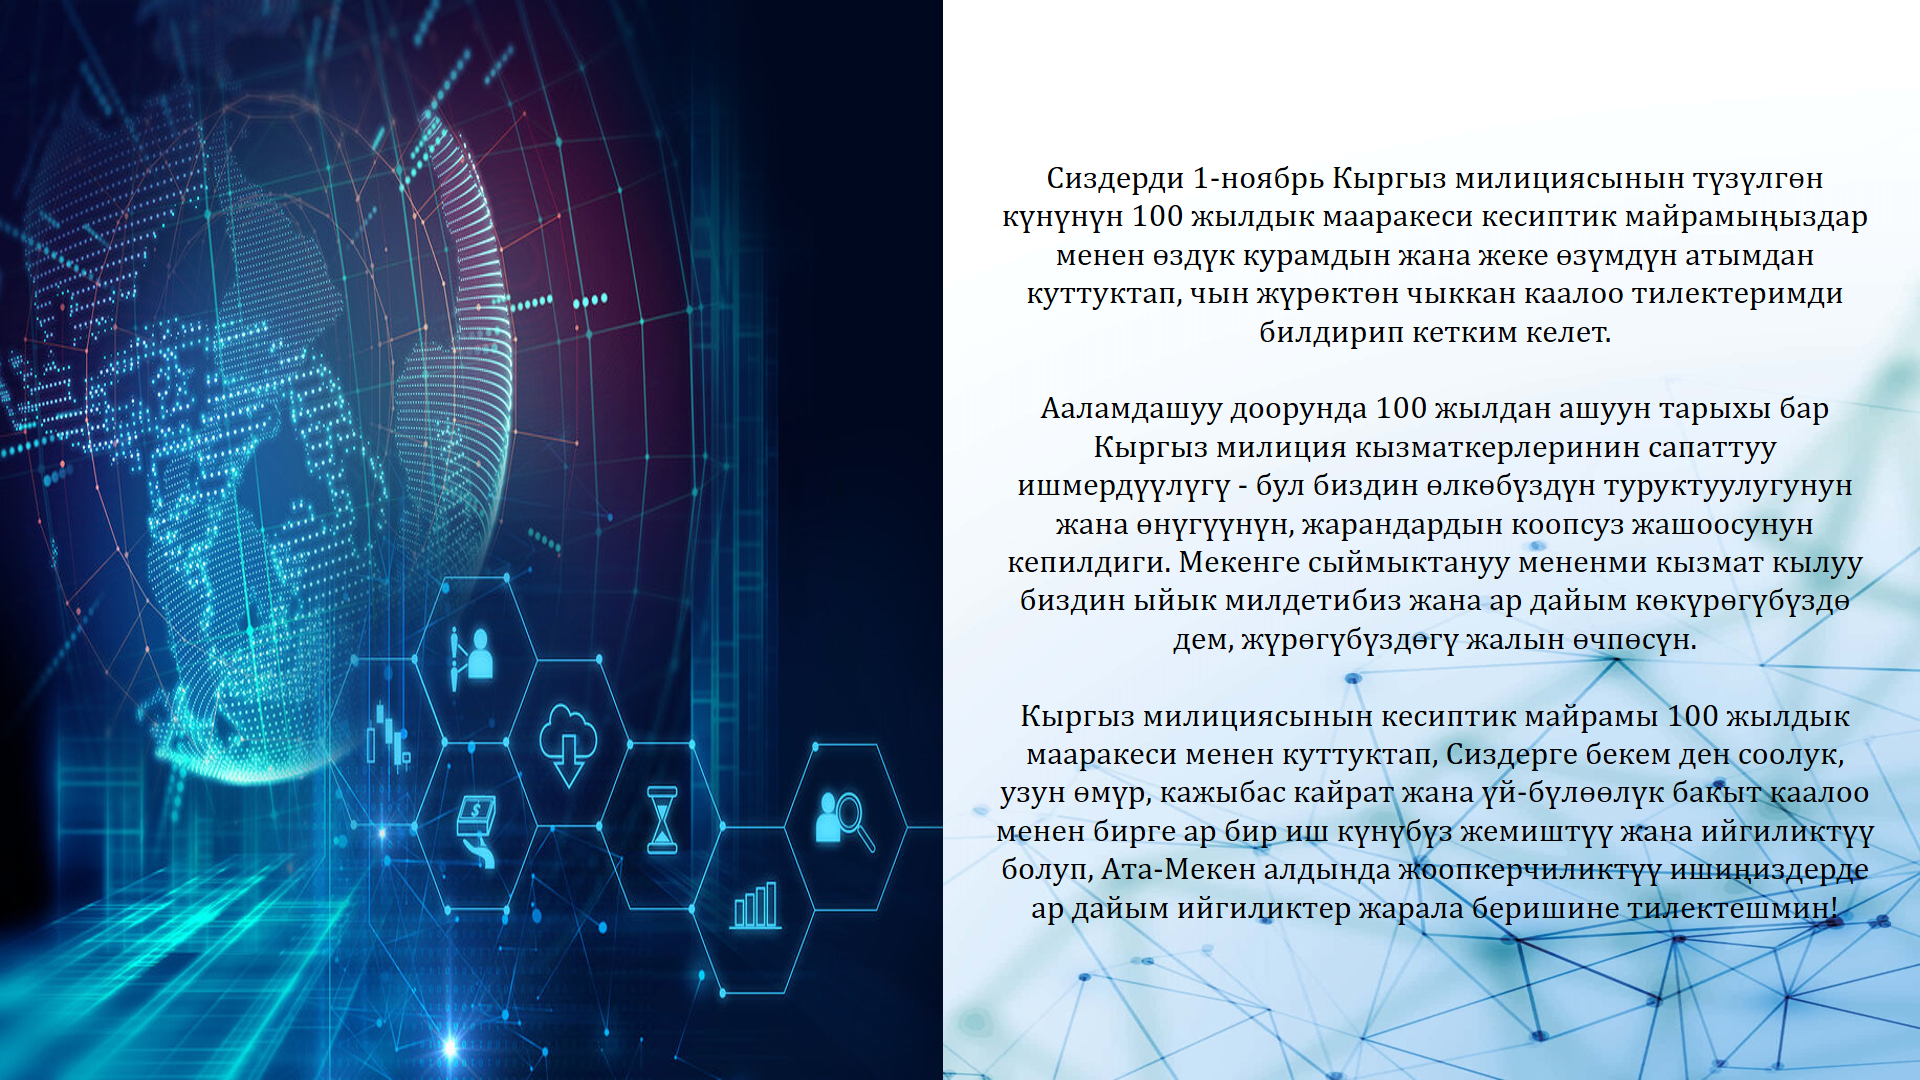 Сиздерди 1-ноябрь Кыргыз милициясынын түзүлгөн
күнүнүн 100 жылдык мааракеси кесиптик майрамыңыздар
менен өздүк курамдын жана жеке өзүмдүн атымдан
куттуктап, чын жүрөктөн чыккан каалоо тилектеримди
билдирип кетким келет.
Ааламдашуу доорунда 100 жылдан ашуун тарыхы бар
Кыргыз милиция кызматкерлеринин сапаттуу
ишмердүүлүгү - бул биздин өлкөбүздүн туруктуулугунун
жана өнүгүүнүн, жарандардын коопсуз жашоосунун
кепилдиги. Мекенге сыймыктануу мененми кызмат кылуу
биздин ыйык милдетибиз жана ар дайым көкүрөгүбүздө
дем, жүрөгүбүздөгү жалын өчпөсүн.
Кыргыз милициясынын кесиптик майрамы 100 жылдык
мааракеси менен куттуктап, Сиздерге бекем ден соолук,
узун өмүр, кажыбас кайрат жана үй-бүлөөлүк бакыт каалоо
менен бирге ар бир иш күнүбүз жемиштүү жана ийгиликтүү
болуп, Ата-Мекен алдында жоопкерчиликтүү ишиңиздерде
ар дайым ийгиликтер жарала беришине тилектешмин!